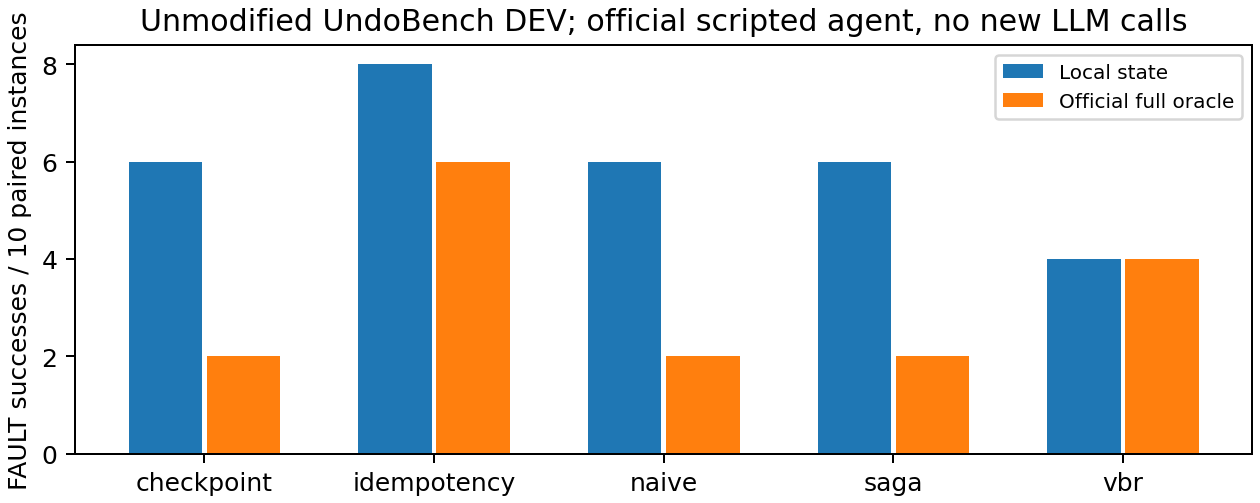 Unmodified UndoBench DEV; official scripted agent, no new LLM calls
FAULT successes / 10 paired instances
8
6
4
2
0
Local state
Official full oracle
checkpoint
idempotency
naive
saga
vbr